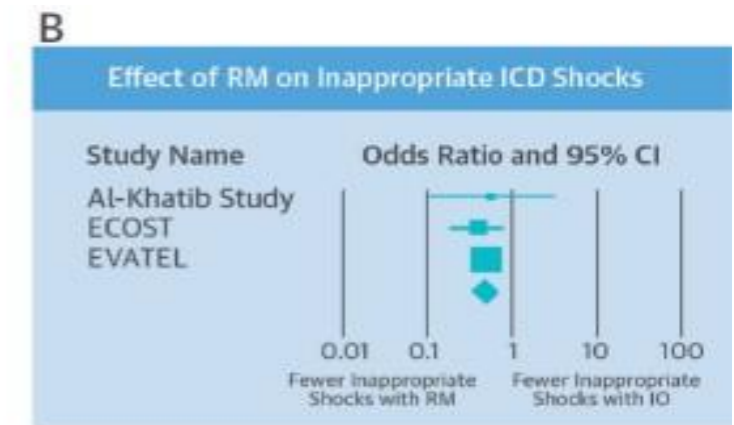 B
Effect of RM on Inappropriate ICD Shocks
Study Name Odds Ratio and 95% CI
Al-Khatib Study
ECOST
EVATEL
0.01 0.1 1 10 100
Fewer Inappropriate Fewer Inappropriate
Shocks with RM Shocks with IO